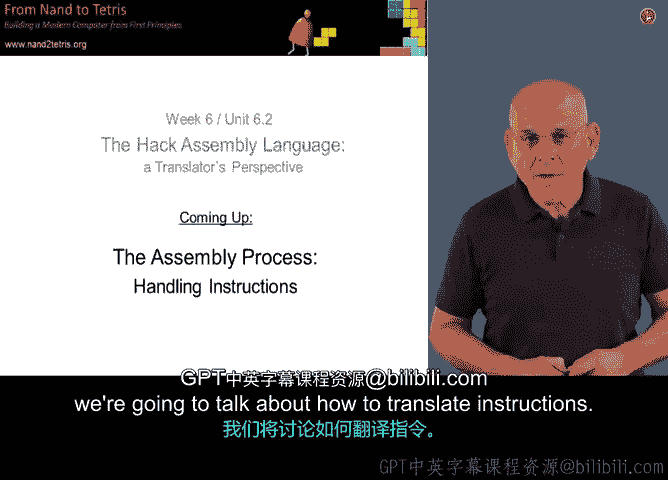 From Nand to Tetris
Building a Modern Computer from First Principles
www.nand2tetris.org
Week 6 / Unit 6.2
The Hack Assembly Language:
a Translator's Perspective
Coming Up:
The Assembly Process:
Handling Instructions
GPT中英字幕课程资源@bilibili.com
we're going to talk about how to translate instructions.
我们将讨论如何翻译指令。
GPT中英字幕课程资源@bilibili.com